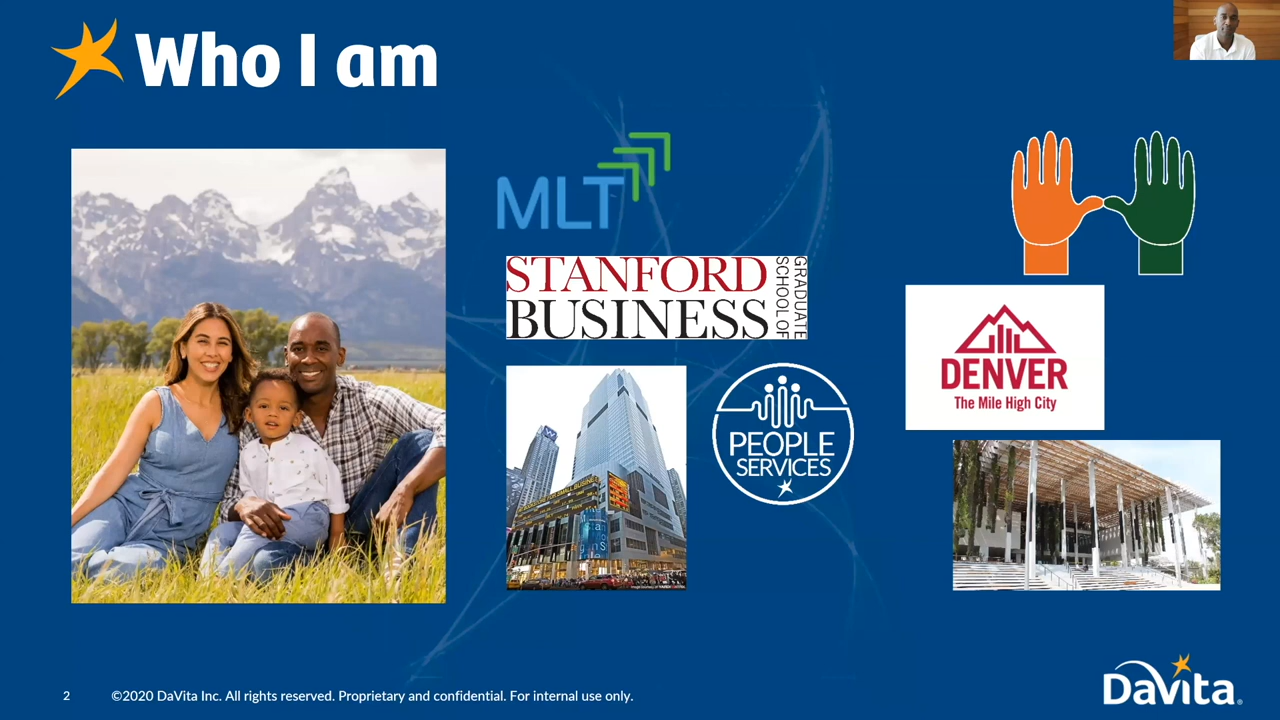 Who I am
MLT
STANFORD
BUSINESS
GRADUATE
SCHOOL OF
PEOPLE
SERVICES
DENVER
The Mile High City
W
2
©2020 DaVita Inc. All rights reserved. Proprietary and confidential. For internal use only.
DaVita.